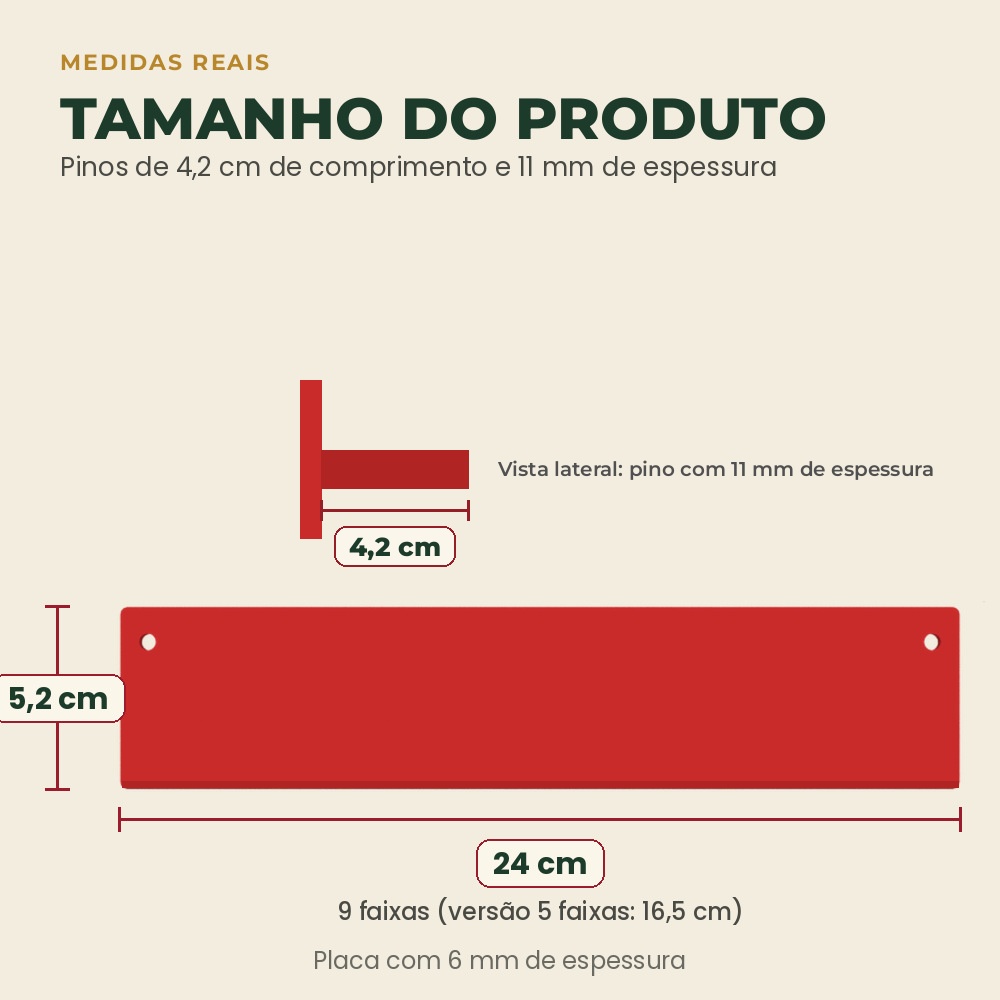 MEDIDAS REAIS
TAMANHO DO PRODUTO
Pinos de 4,2 cm de comprimento e 11 mm de espessura
Vista lateral: pino com 11 mm de espessura
4,2 cm
5,2 cm
24 cm
9 faixas (versão 5 faixas: 16,5 cm)
Placa com 6 mm de espessura